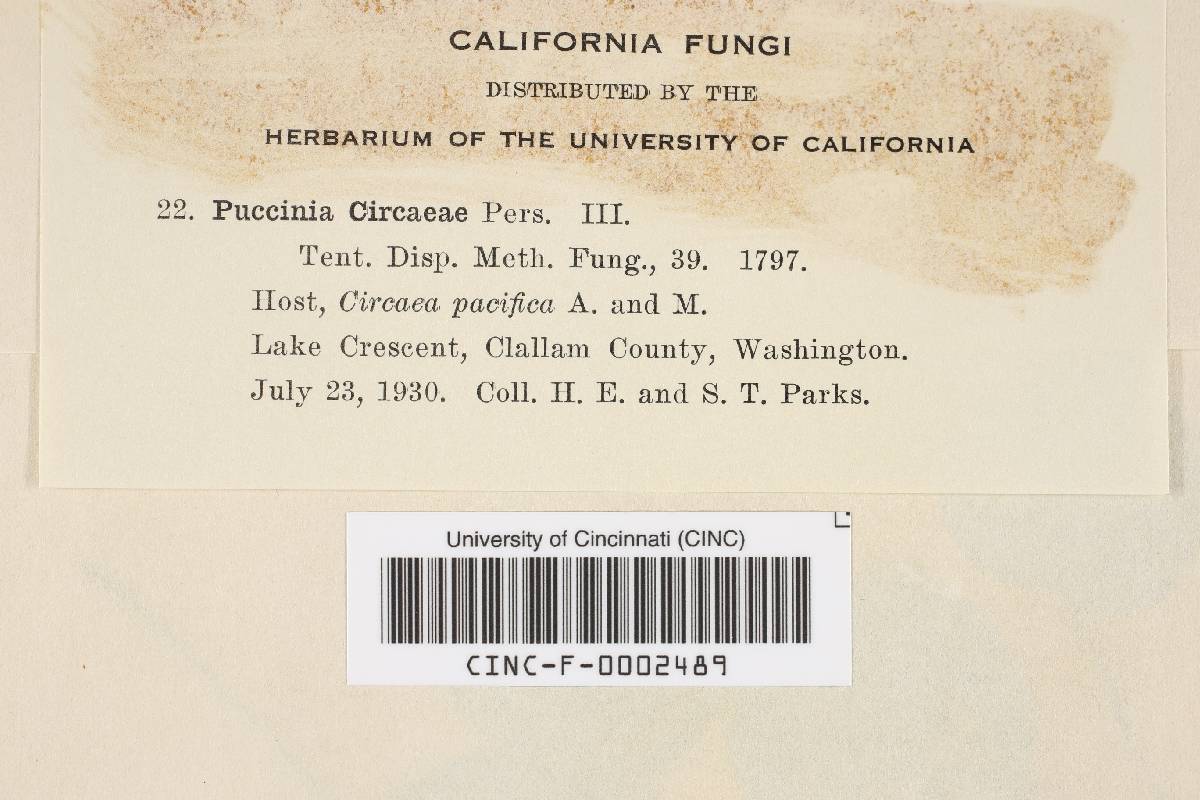 CALIFORNIA FUNGI
DISTRIBUTED BY THE
HERBARIUM OF THE UNIVERSITY OF CALIFORNIA
22. Puccinia Circaeae Pers. III.
Tent. Disp. Meth. Fung., 39. 1797.
Host, Circaea pacifica A. and M.
Lake Crescent, Clallam County, Washington.
July 23, 1930. Coll. H. E. and S. T. Parks.
University of Cincinnati (CINC)
CINC-F-0002489